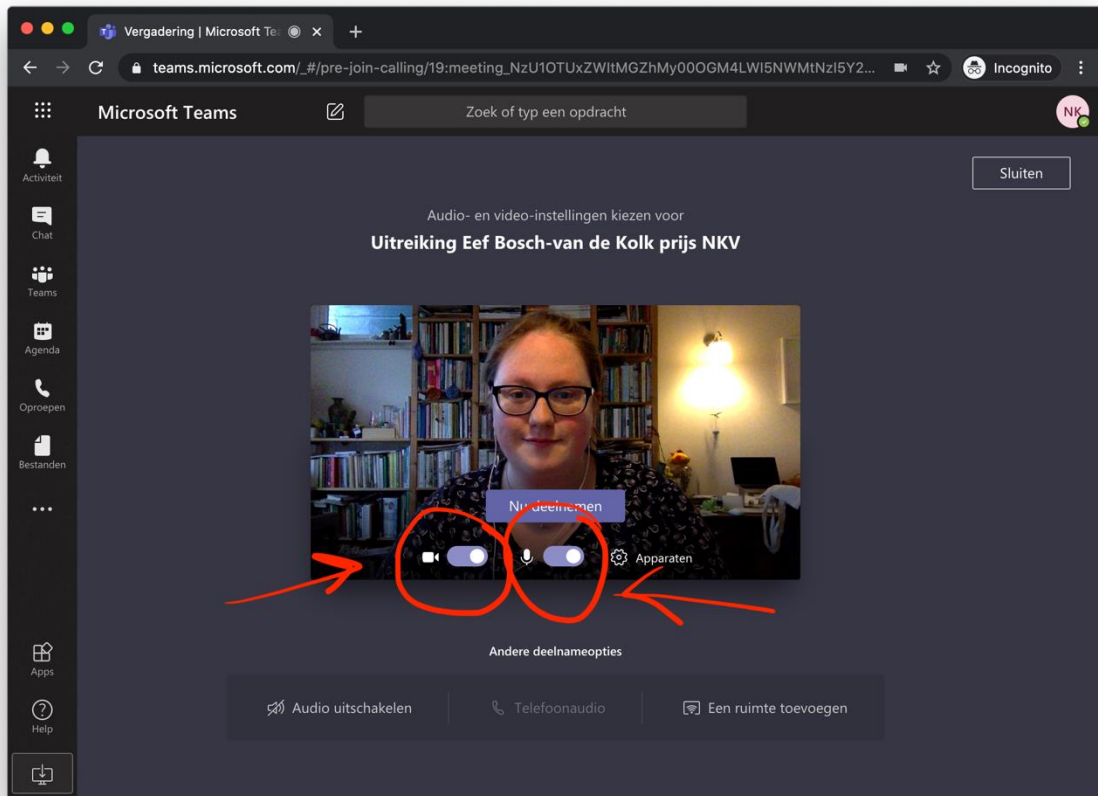 Vergadering | Microsoft Te
teams.microsoft.com/_#/pre-join-calling/19:meeting_NzU1OTUxZWItMGZhMy00OGM4LWI5NWMtNzI5Y2...
Incognito
Microsoft Teams
Zoek of typ een opdracht
NK
Activiteit
Chat
Teams
Agenda
Oproepen
Bestanden
Apps
Help
Sluiten
Audio- en video-instellingen kiezen voor
Uitreiking Eef Bosch-van de Kolk prijs NKV
Nu deelnemen
Apparaten
Andere deelnameopties
Audio uitschakelen
Telefoonaudio
Een ruimte toevoegen